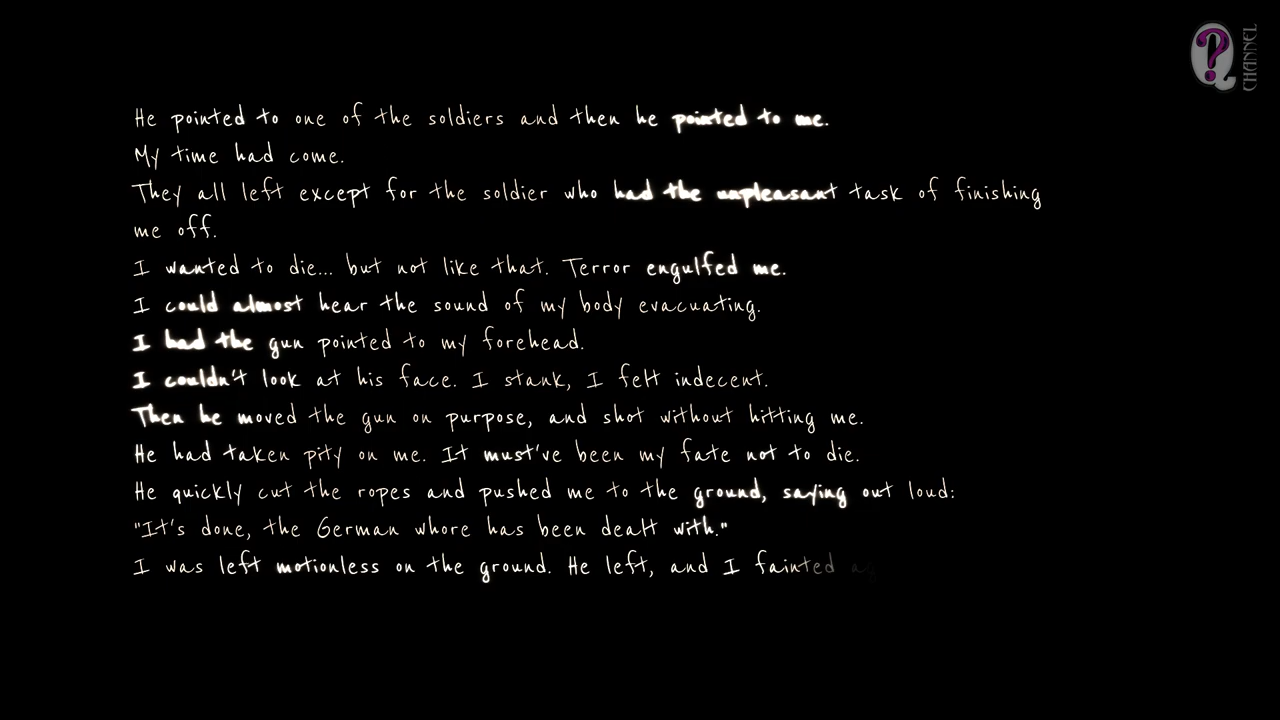 He pointed to one of the soldiers and then he pointed to me.
My time had come.
They all left except for the soldier who had the unpleasant task of finishing
me off.
I wanted to die... but not like that. Terror engulfed me.
I could almost hear the sound of my body evacuating.
I had the gun pointed to my forehead.
I couldn't look at his face. I stank, I felt indecent.
Then he moved the gun on purpose, and shot without hitting me.
He had taken pity on me. It must've been my fate not to die.
He quickly cut the ropes and pushed me to the ground, saying out loud:
"It's done, the German whore has been dealt with."
I was left motionless on the ground. He left, and I fainted
?
CHANNEL